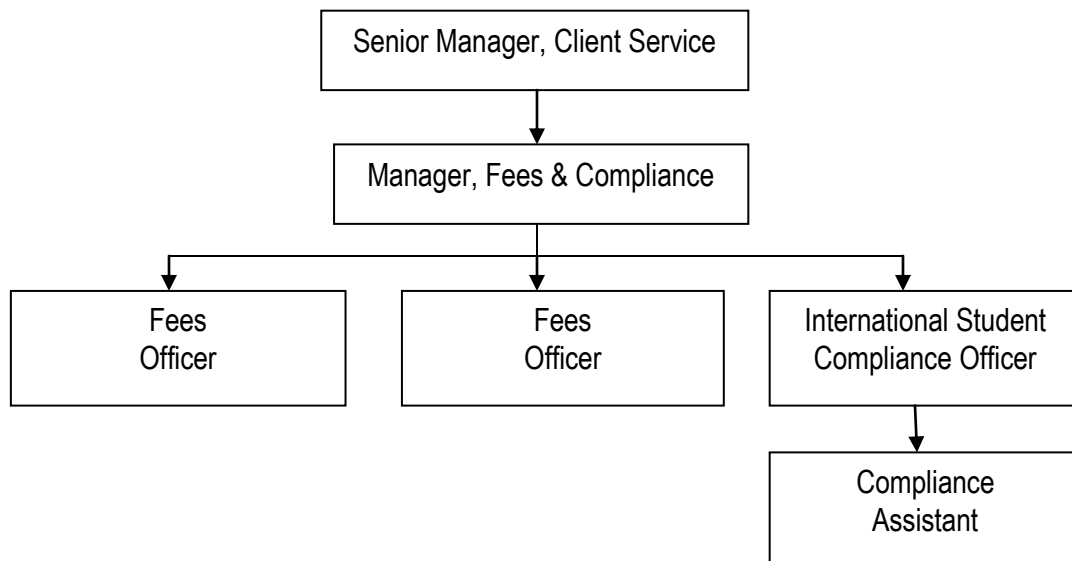 Senior Manager, Client Service
Manager, Fees & Compliance
Fees
Officer
Fees
Officer
International Student
Compliance Officer
Compliance
Assistant